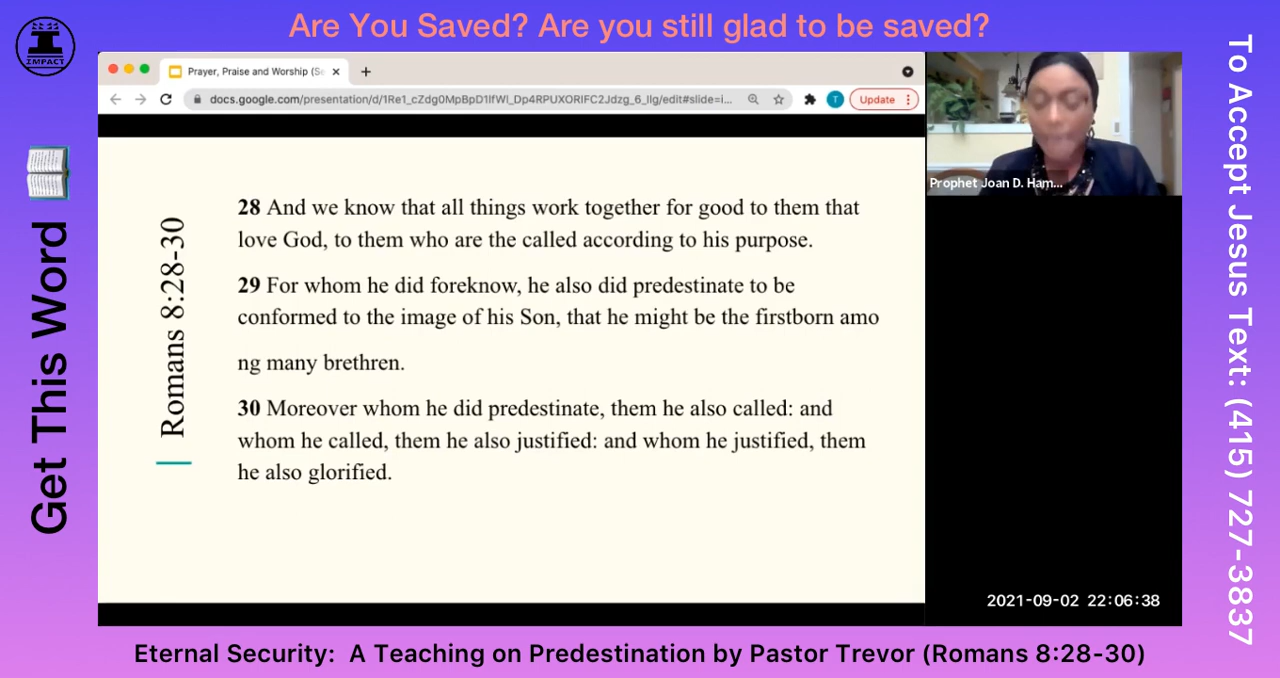 Are You Saved? Are you still glad to be saved?
IMPACT
Get This Word
Prayer, Praise and Worship (Se
docs.google.com/presentation/d/1Re1_cZdg0MpBpD1IfWl_Dp4RPUXORIFC2Jdzg_6_Ilg/edit#slide=i...
T
Update
Romans 8:28-30
28 And we know that all things work together for good to them that
love God, to them who are the called according to his purpose.
29 For whom he did foreknow, he also did predestinate to be
conformed to the image of his Son, that he might be the firstborn amo
ng many brethren.
30 Moreover whom he did predestinate, them he also called: and
whom he called, them he also justified: and whom he justified, them
he also glorified.
Prophet Joan D. Ham...
2021-09-02 22:06:38
To Accept Jesus Text: (415) 727-3837
Eternal Security: A Teaching on Predestination by Pastor Trevor (Romans 8:28-30)